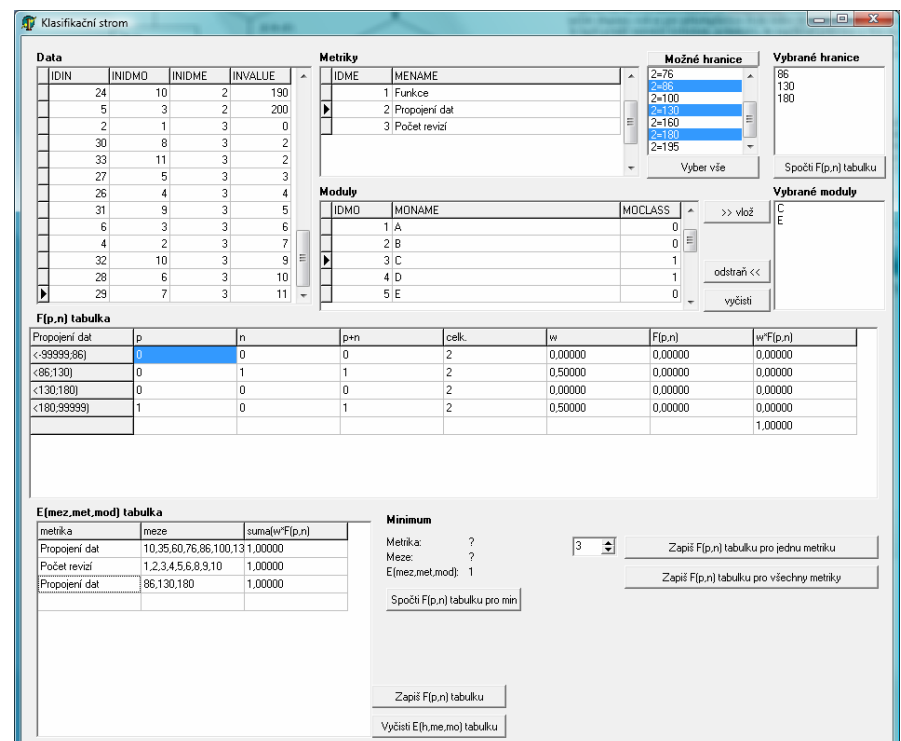 Klasifikační strom
Data
IDIN INIDMO INIDME INVALUE
24 10 2 190
5 3 2 200
2 1 3 0
30 8 3 2
33 11 3 2
27 5 3 3
26 4 3 4
31 9 3 5
6 3 3 6
4 2 3 7
32 10 3 9
28 6 3 10
29 7 3 11
Metriky
IDME MENAME
1 Funkce
2 Propojení dat
3 Počet revizí
Možné hranice
2=76
2=86
2=100
2=130
2=160
2=180
2=195
Vyber vše
Vybrané hranice
86
130
180
Spočti F(p,n) tabulku
Moduly
IDMO MONAME MOCLASS
1 A 0
2 B 0
3 C 1
4 D 1
5 E 0
>> vlož
odstraň <<
vyčisti
Vybrané moduly
C
E
F(p,n) tabulka
Propojení dat p n p+n celk. w F(p,n) w*F(p,n)
<-99999;86) 0 0 0 2 0,00000 0,00000 0,00000
<86;130) 0 1 1 2 0,50000 0,00000 0,00000
<130;180) 0 0 0 2 0,00000 0,00000 0,00000
<180;99999) 1 0 1 2 0,50000 0,00000 0,00000
1,00000
E(mez,met,mod) tabulka
metrika meze suma(w*F(p,n)
Propojení dat 10,35,60,76,86,100,13 1,00000
Počet revizí 1,2,3,4,5,6,8,9,10 1,00000
Propojení dat 86,130,180 1,00000
Minimum
Metrika: ?
Meze: ?
E(mez,met,mod): 1
Spočti F(p,n) tabulku pro min
3
Zapiš F(p,n) tabulku pro jednu metriku
Zapiš F(p,n) tabulku pro všechny metriky
Zapiš F(p,n) tabulku
Vyčisti E(h,me,mo) tabulku